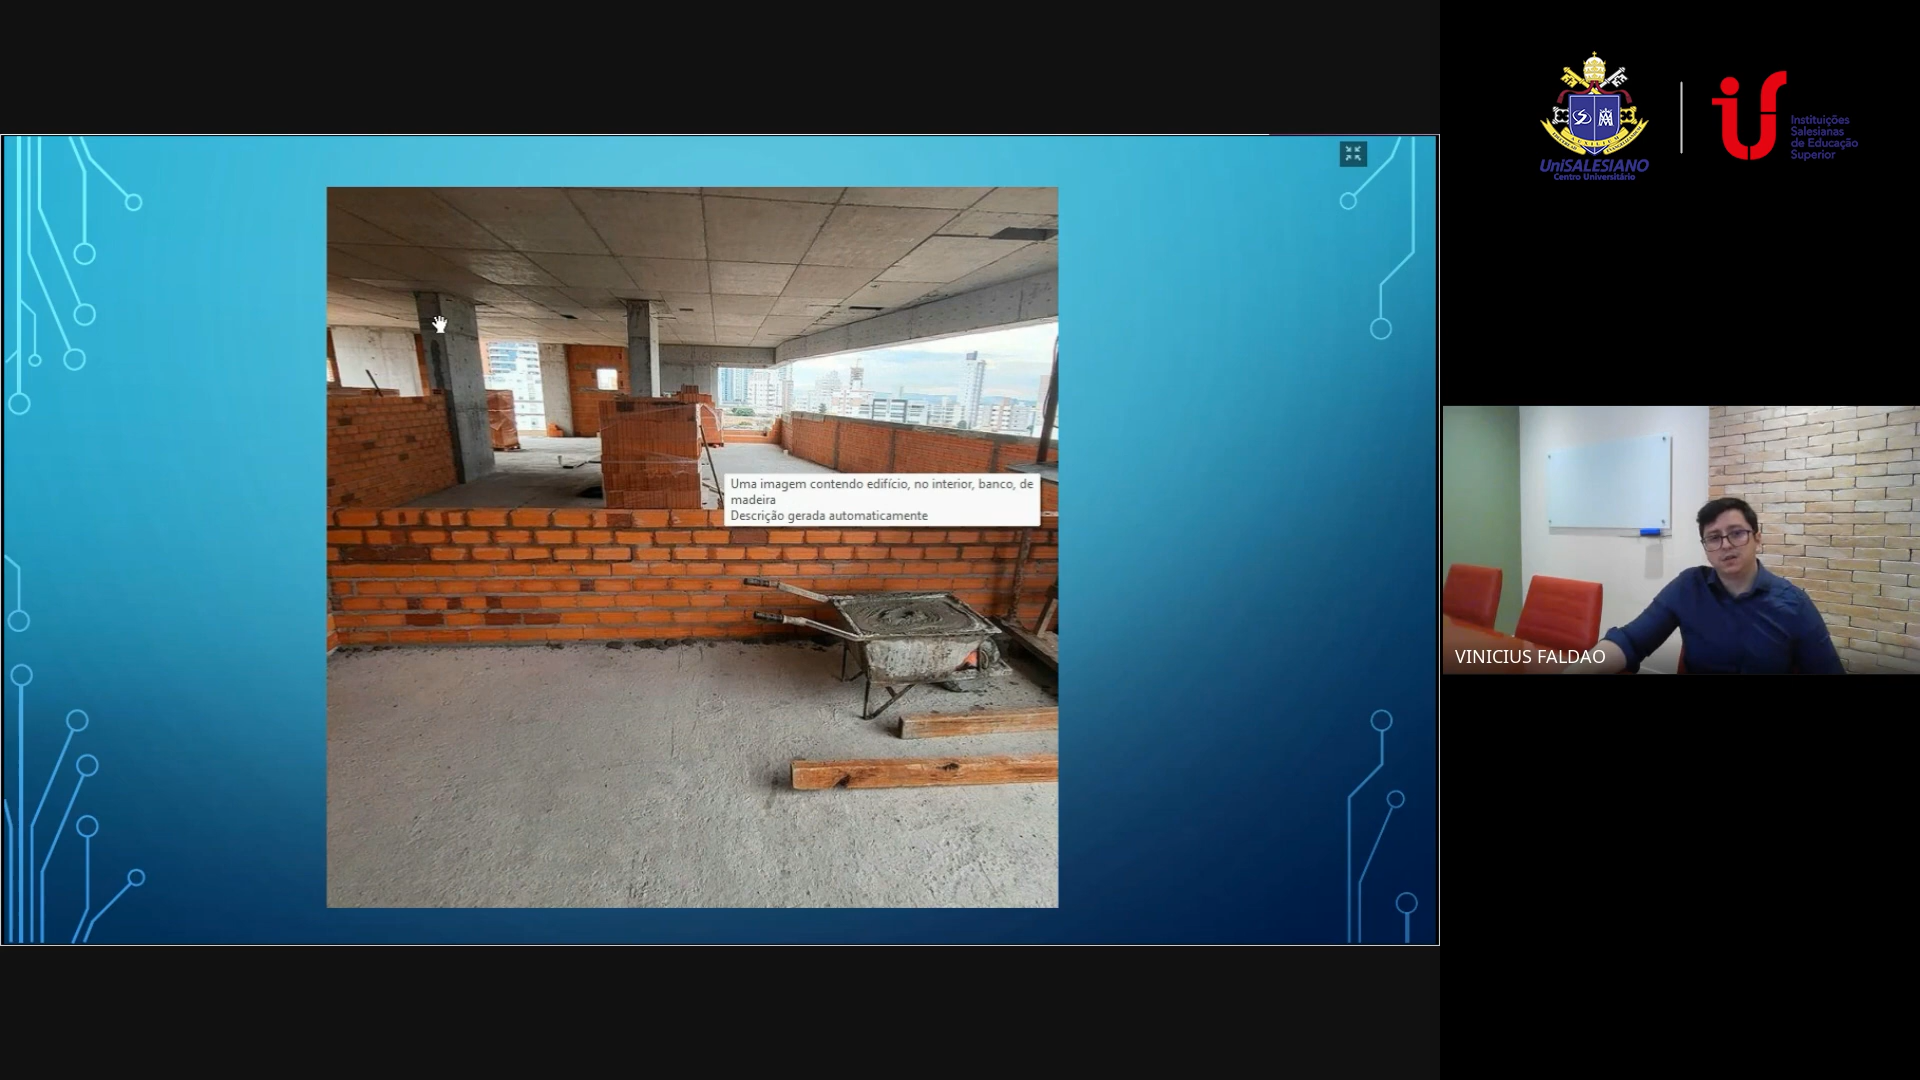 Uma imagem contendo edifício, no interior, banco, de
madeira
Descrição gerada automaticamente
UniSALESIANO
Centro Universitário
Instituições
Salesianas
de Educação
Superior
VINICIUS FALDAO